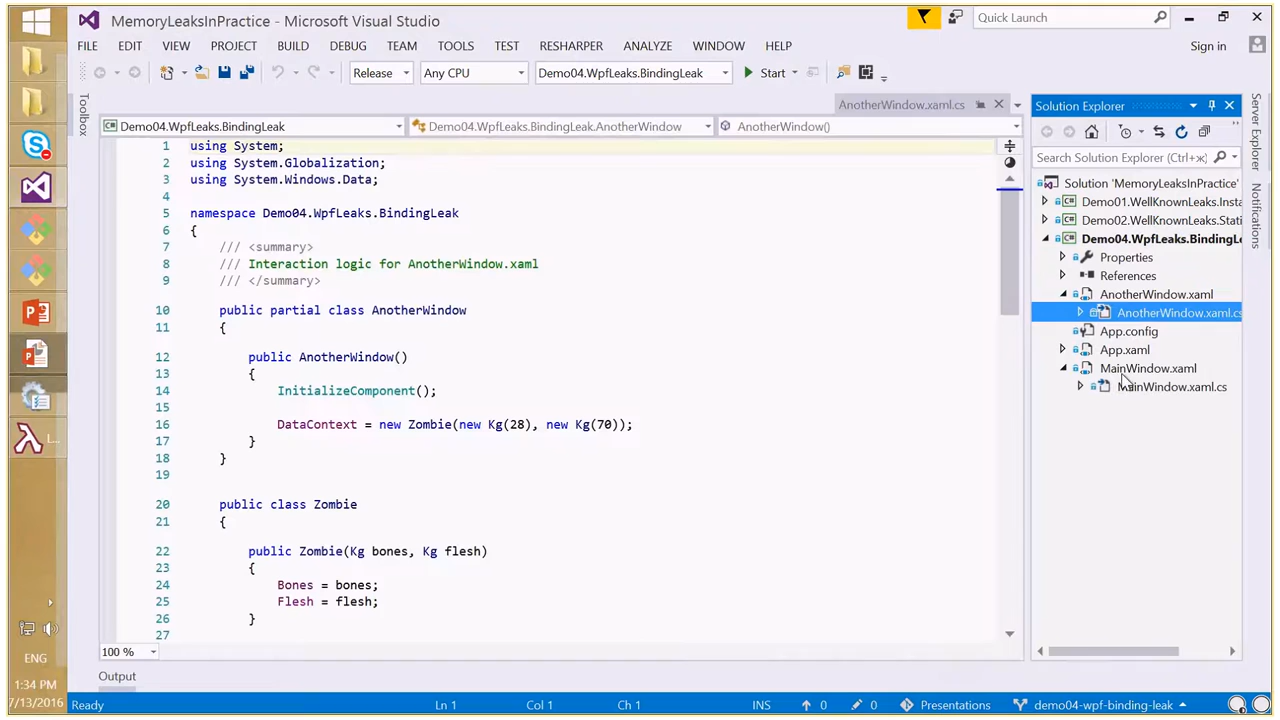 MemoryLeaksInPractice - Microsoft Visual Studio
Quick Launch
FILE EDIT VIEW PROJECT BUILD DEBUG TEAM TOOLS TEST RESHARPER ANALYZE WINDOW HELP
Sign in
Release Any CPU Demo04.WpfLeaks.BindingLeak Start
Toolbox
AnotherWindow.xaml.cs
Demo04.WpfLeaks.BindingLeak Demo04.WpfLeaks.BindingLeak.AnotherWindow AnotherWindow()
1 using System;
2 using System.Globalization;
3 using System.Windows.Data;
4
5 namespace Demo04.WpfLeaks.BindingLeak
6 {
7 /// <summary>
8 /// Interaction logic for AnotherWindow.xaml
9 /// </summary>
10 public partial class AnotherWindow
11 {
12 public AnotherWindow()
13 {
14 InitializeComponent();
15
16 DataContext = new Zombie(new Kg(28), new Kg(70));
17 }
18 }
19
20 public class Zombie
21 {
22 public Zombie(Kg bones, Kg flesh)
23 {
24 Bones = bones;
25 Flesh = flesh;
26 }
27
100 %
Output
Solution Explorer
Search Solution Explorer (Ctrl+ж)
Solution 'MemoryLeaksInPractice'
C# Demo01.WellKnownLeaks.Insta
C# Demo02.WellKnownLeaks.Stati
C# Demo04.WpfLeaks.BindingLe
Properties
References
AnotherWindow.xaml
AnotherWindow.xaml.cs
App.config
App.xaml
MainWindow.xaml
MainWindow.xaml.cs
Server Explorer
Notifications
L...
ENG
1:34 PM
7/13/2016
Ready Ln 1 Col 1 Ch 1 INS 0 0 Presentations demo04-wpf-binding-leak